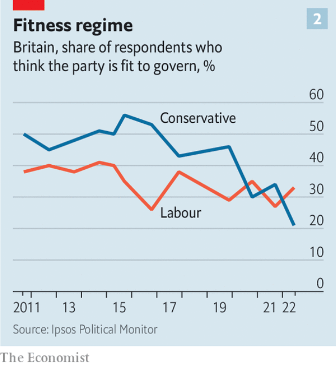 2
Fitness regime
Britain, share of respondents who
think the party is fit to govern, %
60
50
40
30
20
10
0
Conservative
Labour
2011 13 15 17 19 21 22
Source: Ipsos Political Monitor
The Economist